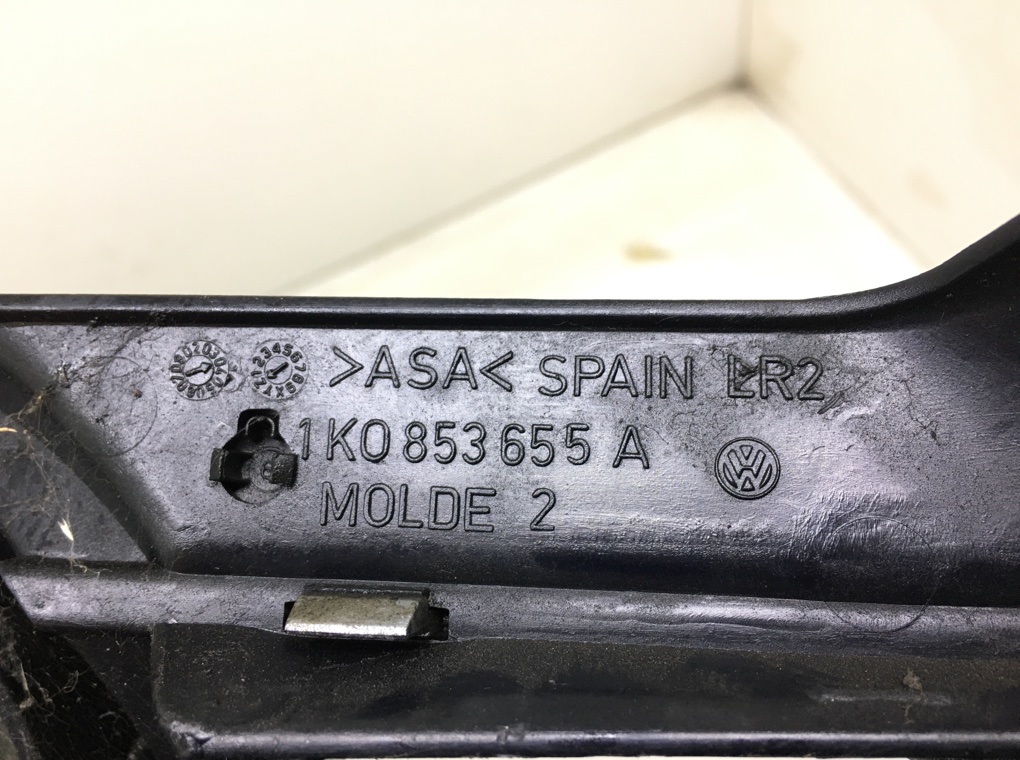 >ASA< SPAIN LR2
1K0 853 655 A
MOLDE 2